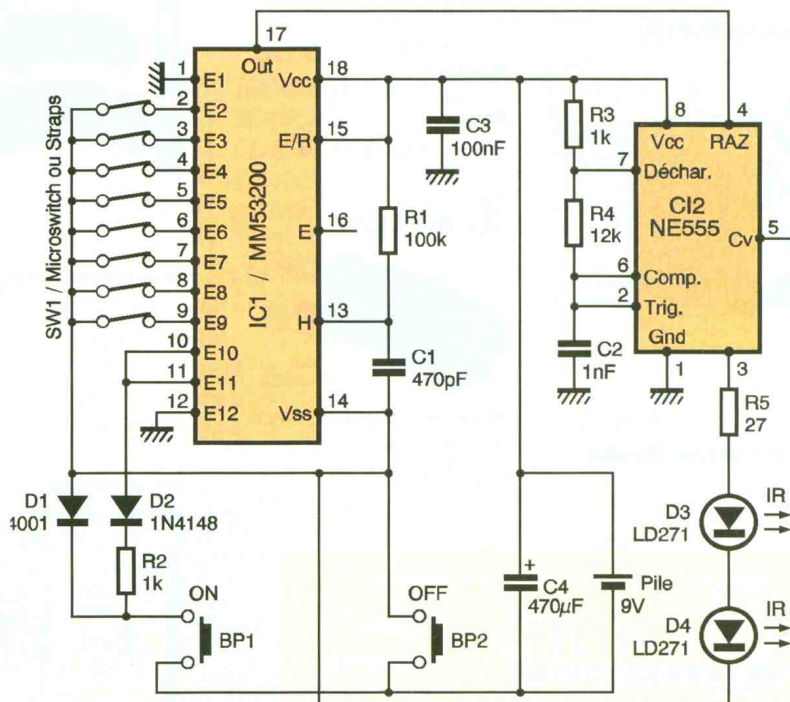 17
Out
1
E1
2
E2
3
E3
4
E4
5
E5
6
E6
7
E7
8
E8
9
E9
10
E10
11
E11
12
E12
SW1 / Microswitch ou Straps
IC1 / MM53200
Vcc
18
E/R
15
E
16
H
13
Vss
14
C3
100nF
R1
100k
C1
470pF
R3
1k
R4
12k
C2
1nF
8
4
Vcc
RAZ
7
Déchar.
CI2
NE555
Cv
5
6
Comp.
2
Trig.
Gnd
1
3
R5
27
D1
4001
D2
1N4148
R2
1k
ON
BP1
OFF
BP2
+
C4
470µF
Pile
9V
D3
LD271
IR
D4
LD271
IR